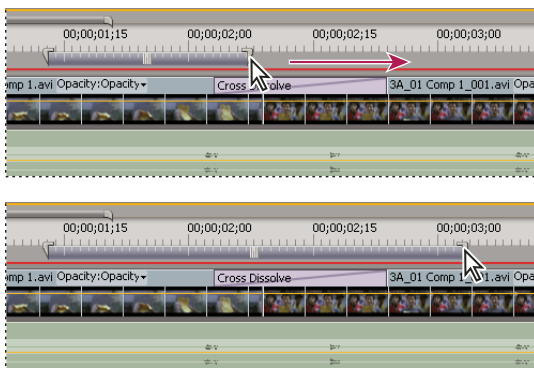 00;00;01;15 00;00;02;00 00;00;02;15 00;00;03;00
mp 1.avi Opacity:Opacity Cross Dissolve 3A_01 Comp 1_001.avi Opa
00;00;01;15 00;00;02;00 00;00;02;15 00;00;03;00
mp 1.avi Opacity:Opacity Cross Dissolve 3A_01 Comp 1_ 1.avi Opa